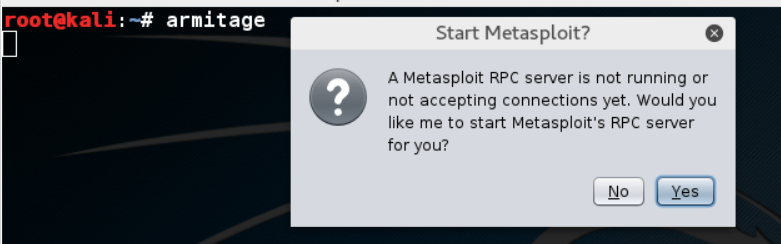 root@kali:~# armitage
Start Metasploit?
A Metasploit RPC server is not running or
not accepting connections yet. Would you
like me to start Metasploit's RPC server
for you?
No Yes